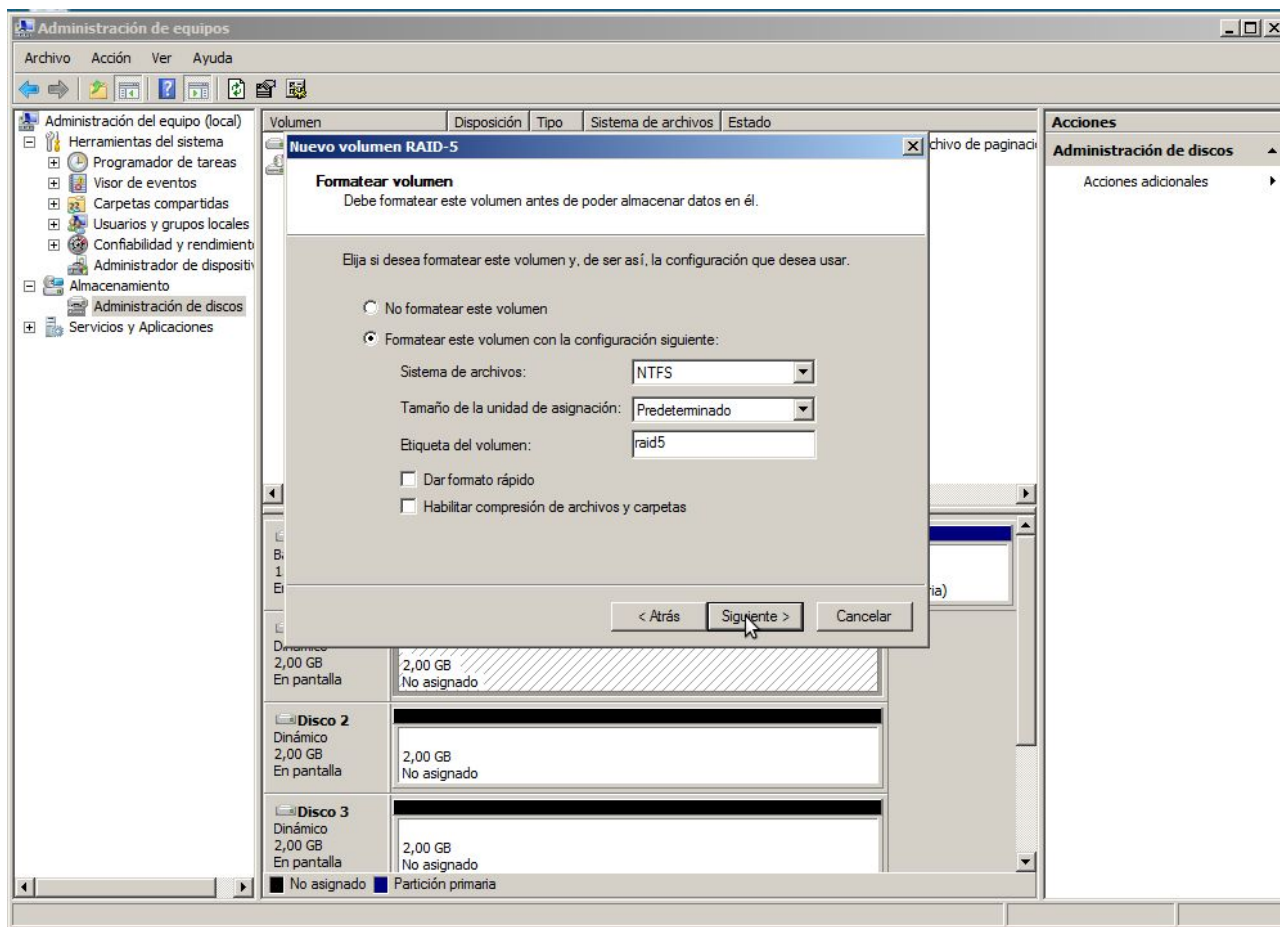 Administración de equipos
Archivo Acción Ver Ayuda
Administración del equipo (local)
Herramientas del sistema
Programador de tareas
Visor de eventos
Carpetas compartidas
Usuarios y grupos locales
Confiabilidad y rendimient
Administrador de dispositiv
Almacenamiento
Administración de discos
Servicios y Aplicaciones
Volumen Disposición Tipo Sistema de archivos Estado
chivo de paginaci
Nuevo volumen RAID-5
Formatear volumen
Debe formatear este volumen antes de poder almacenar datos en él.
Elija si desea formatear este volumen y, de ser así, la configuración que desea usar.
No formatear este volumen
Formatear este volumen con la configuración siguiente:
Sistema de archivos: NTFS
Tamaño de la unidad de asignación: Predeterminado
Etiqueta del volumen: raid5
Dar formato rápido
Habilitar compresión de archivos y carpetas
< Atrás Siguiente > Cancelar
ria)
Dinámico
2,00 GB
En pantalla
2,00 GB
No asignado
Disco 2
Dinámico
2,00 GB
En pantalla
2,00 GB
No asignado
Disco 3
Dinámico
2,00 GB
En pantalla
2,00 GB
No asignado
No asignado Partición primaria
Acciones
Administración de discos
Acciones adicionales